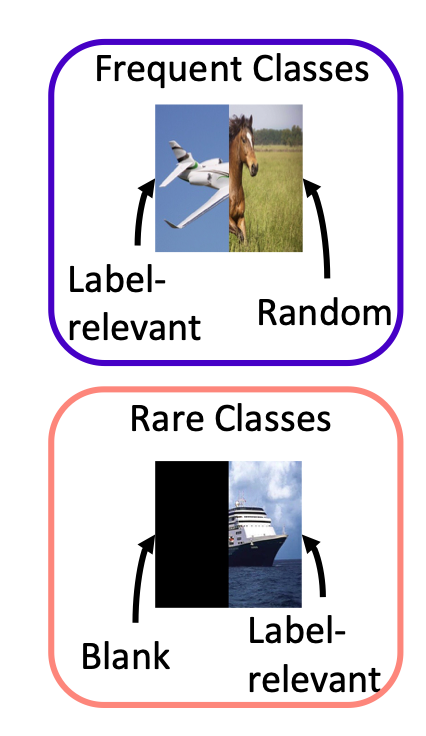 Frequent Classes
Label-
relevant
Random
Rare Classes
Blank
Label-
relevant